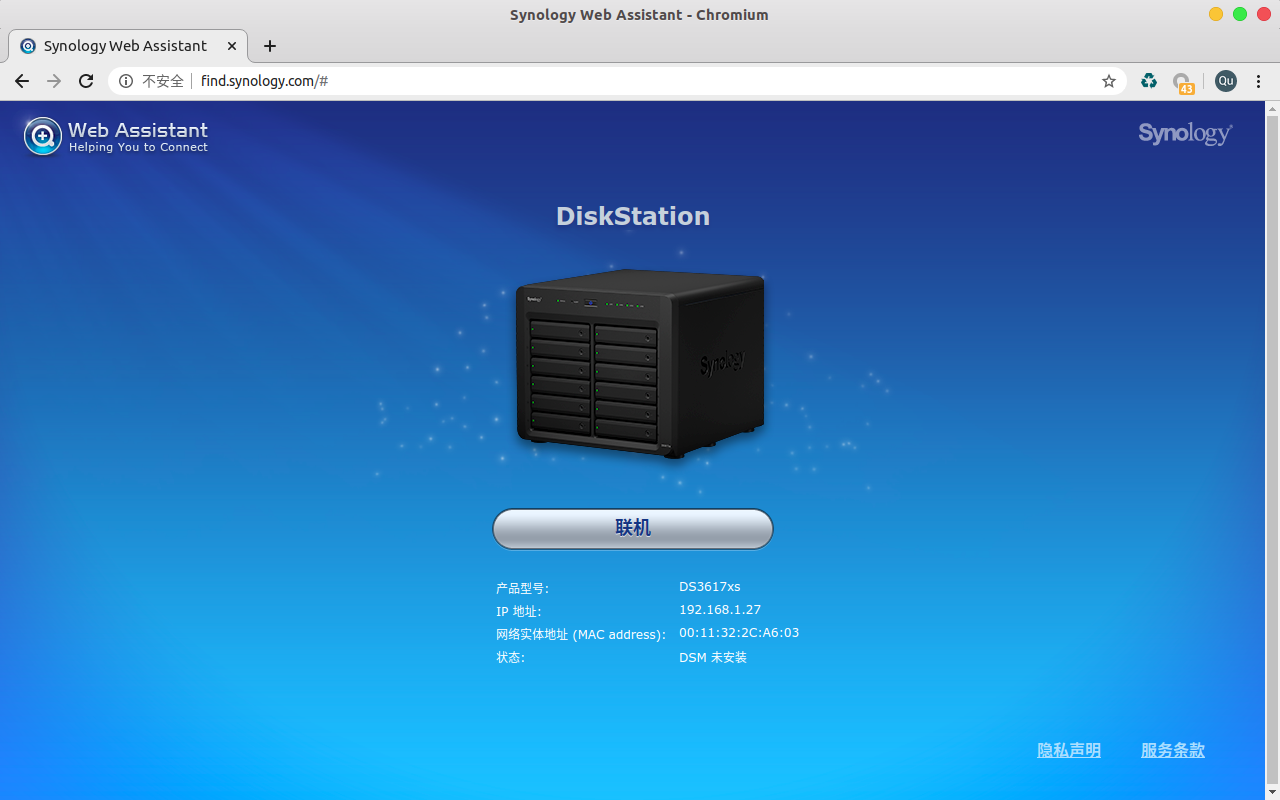 Synology Web Assistant - Chromium
Synology Web Assistant
不安全
find.synology.com/#
43
Qu
Web Assistant
Helping You to Connect
Synology
DiskStation
Synology
Synology
联机
产品型号: DS3617xs
IP 地址: 192.168.1.27
网络实体地址 (MAC address): 00:11:32:2C:A6:03
状态: DSM 未安装
隐私声明 服务条款